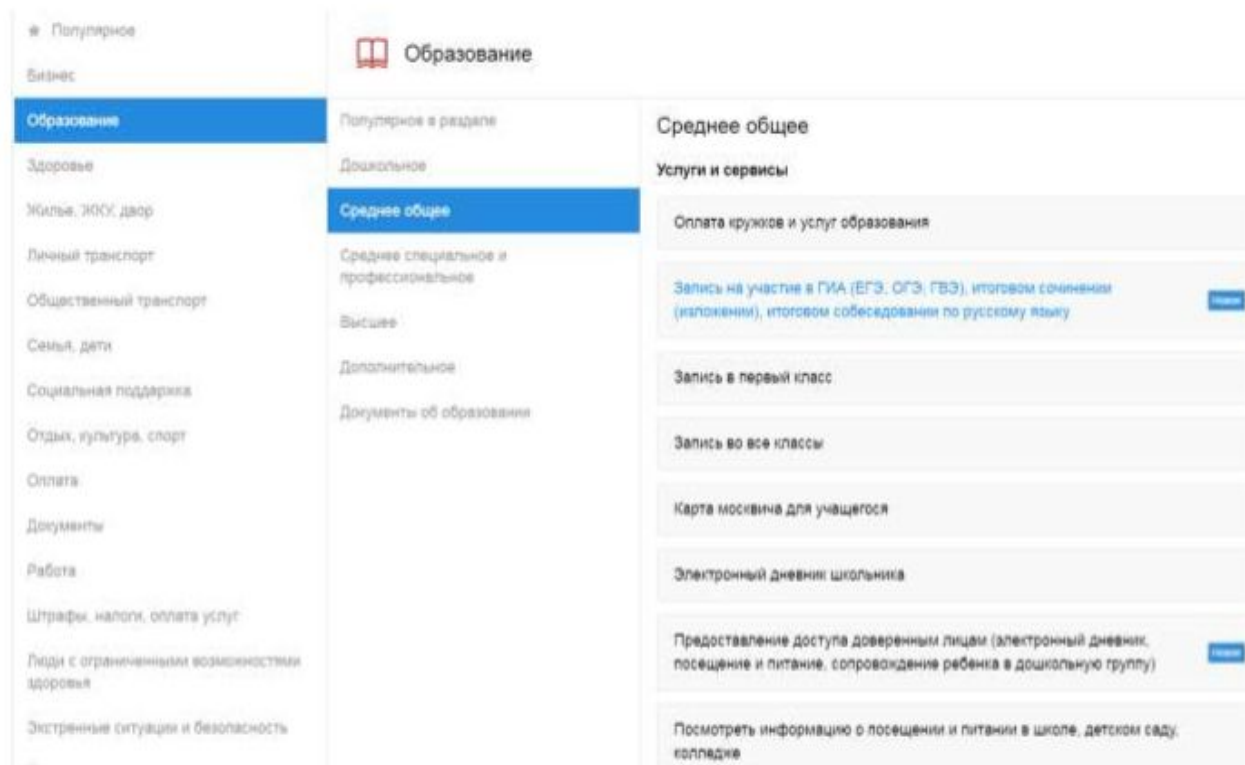 ★ Популярное
Бизнес
Образование
Здоровье
Жилье, ЖКУ, двор
Личный транспорт
Общественный транспорт
Семья, дети
Социальная поддержка
Отдых, культура, спорт
Оплата
Документы
Работа
Штрафы, налоги, оплата услуг
Люди с ограниченными возможностями
здоровья
Экстренные ситуации и безопасность
Образование
Популярное в разделе
Дошкольное
Среднее общее
Среднее специальное и
профессиональное
Высшее
Дополнительное
Документы об образовании
Среднее общее
Услуги и сервисы
Оплата кружков и услуг образования
Запись на участие в ГИА (ЕГЭ, ОГЭ, ГВЭ), итоговом сочинении
(изложении), итоговом собеседовании по русскому языку
Новое
Запись в первый класс
Запись во все классы
Карта москвича для учащегося
Электронный дневник школьника
Предоставление доступа доверенным лицам (электронный дневник,
посещение и питание, сопровождение ребенка в дошкольную группу)
Новое
Посмотреть информацию о посещении и питании в школе, детском саду,
колледже